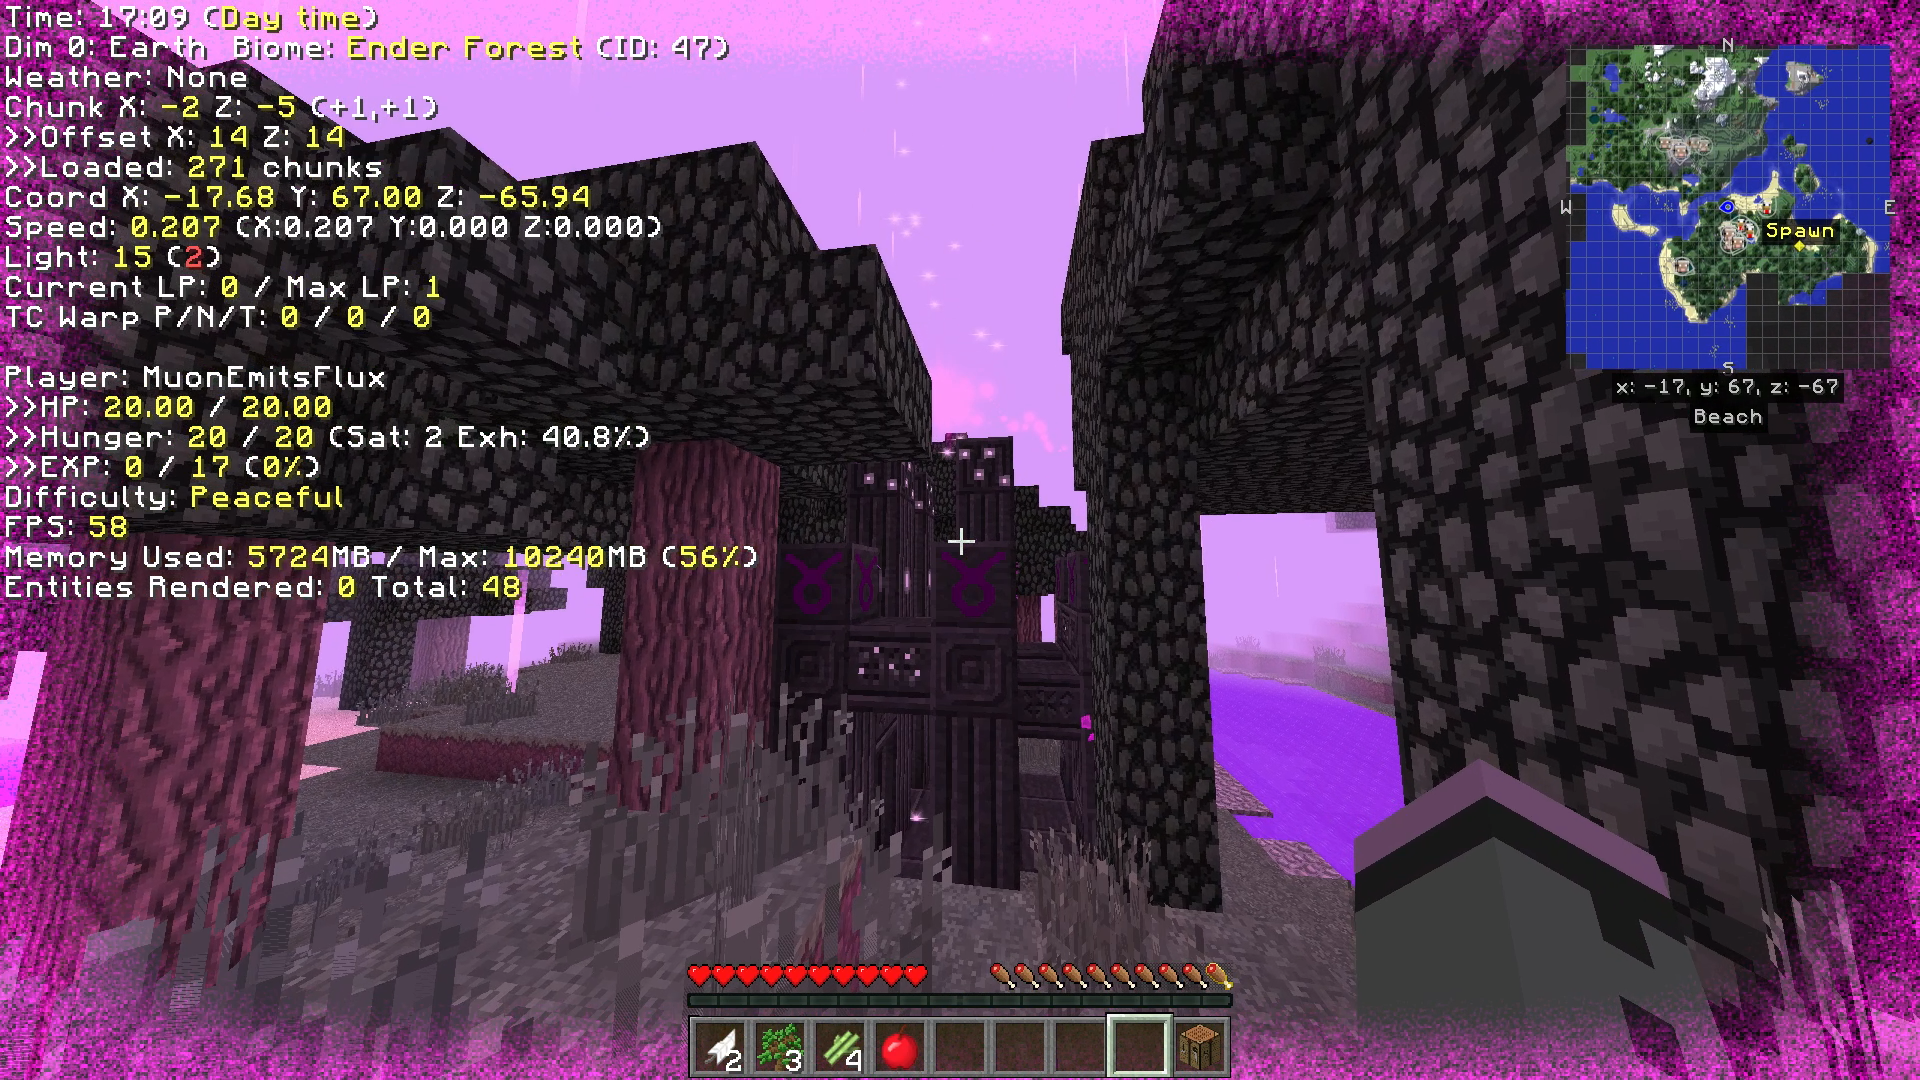 Time: 17:09 (Day time)
Dim 0: Earth Biome: Ender Forest (ID: 47)
Weather: None
Chunk X: -2 Z: -5 (+1,+1)
>>Offset X: 14 Z: 14
>>Loaded: 271 chunks
Coord X: -17.68 Y: 67.00 Z: -65.94
Speed: 0.207 (X:0.207 Y:0.000 Z:0.000)
Light: 15 (2)
Current LP: 0 / Max LP: 1
TC Warp P/N/T: 0 / 0 / 0
Player: MuonEmitsFlux
>>HP: 20.00 / 20.00
>>Hunger: 20 / 20 (Sat: 2 Exh: 40.8%)
>>EXP: 0 / 17 (0%)
Difficulty: Peaceful
FPS: 58
Memory Used: 5724MB / Max: 10240MB (56%)
Entities Rendered: 0 Total: 48
N
W
E
Spawn
S
x: -17, y: 67, z: -67
Beach
2
3
4